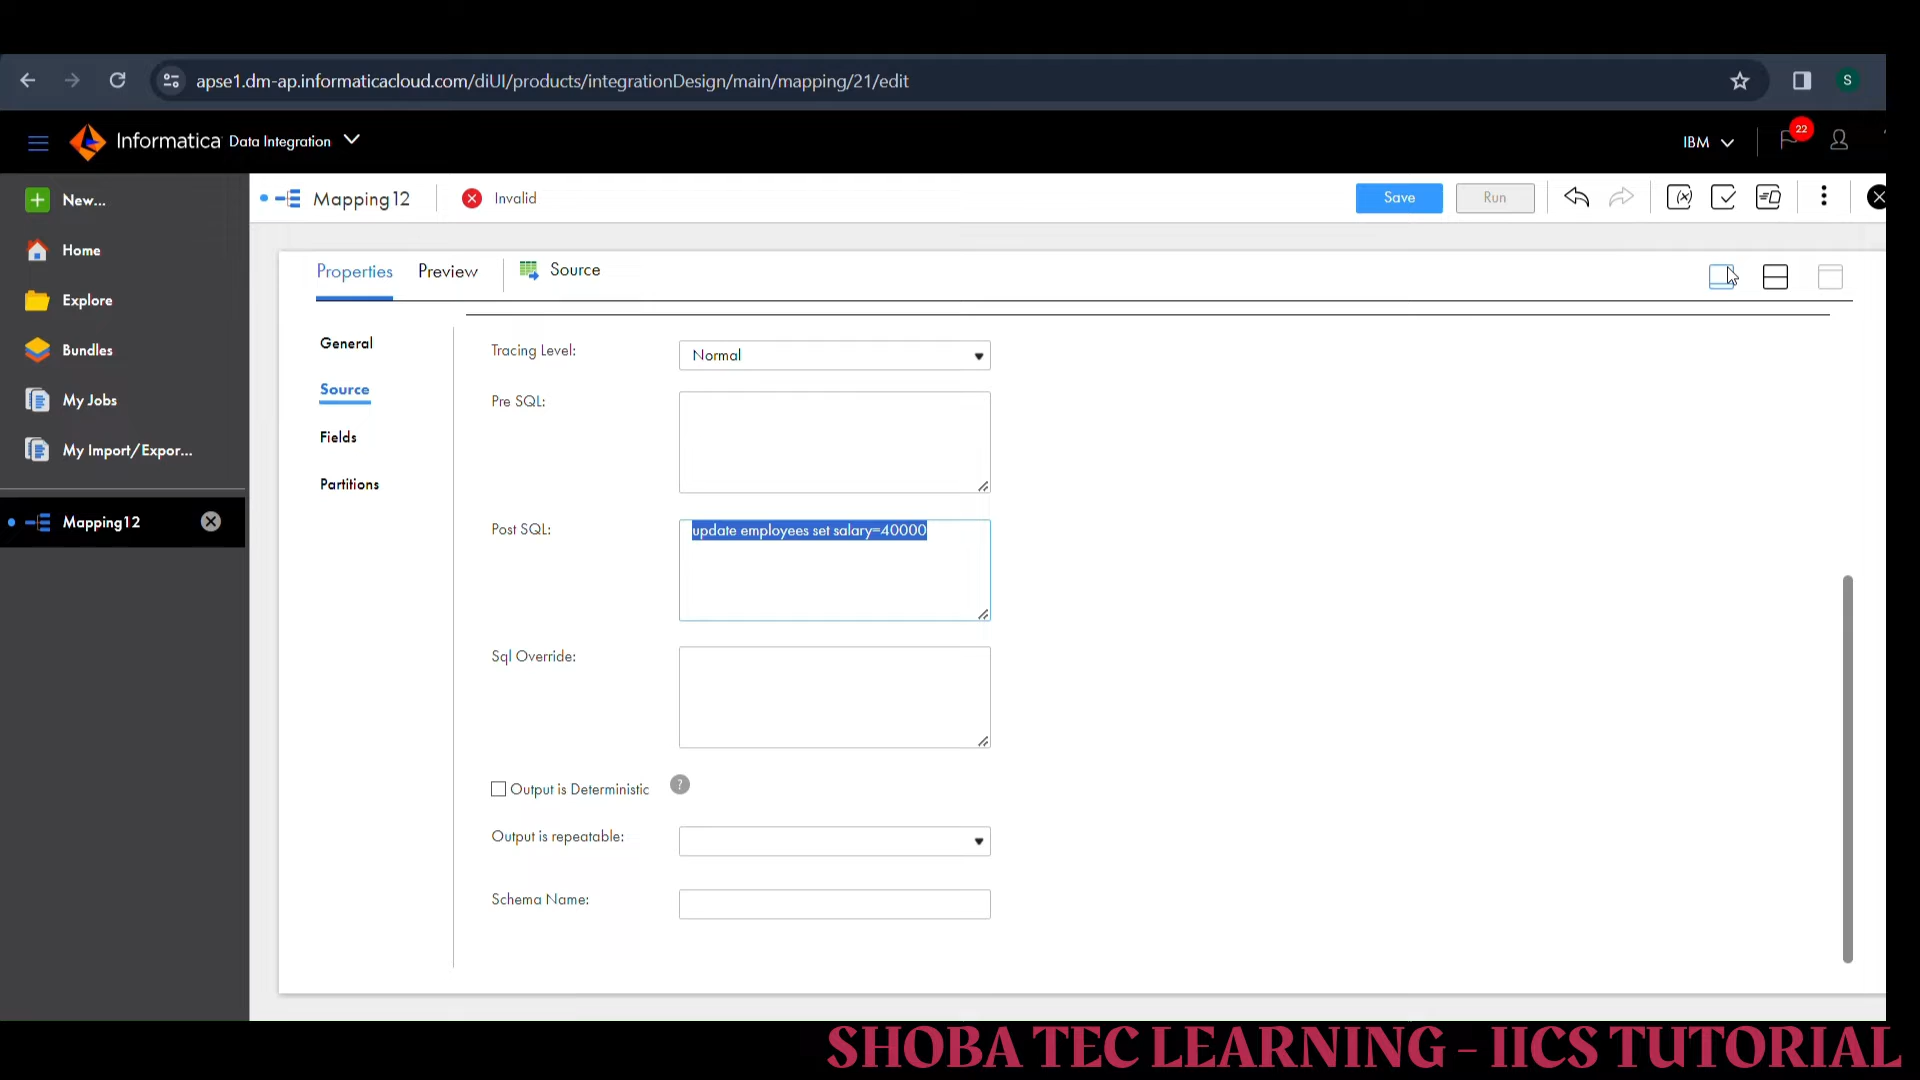 apse1.dm-ap.informaticacloud.com/diUI/products/integrationDesign/main/mapping/21/edit
S
Informatica Data Integration
IBM
22
New...
Mapping12
Invalid
Save
Run
Home
Explore
Bundles
My Jobs
My Import/Expor...
Mapping12
Properties
Preview
Source
General
Source
Fields
Partitions
Tracing Level:
Normal
Pre SQL:
Post SQL:
update employees set salary=40000
Sql Override:
Output is Deterministic
?
Output is repeatable:
Schema Name:
SHOBA TEC LEARNING - IICS TUTORIAL